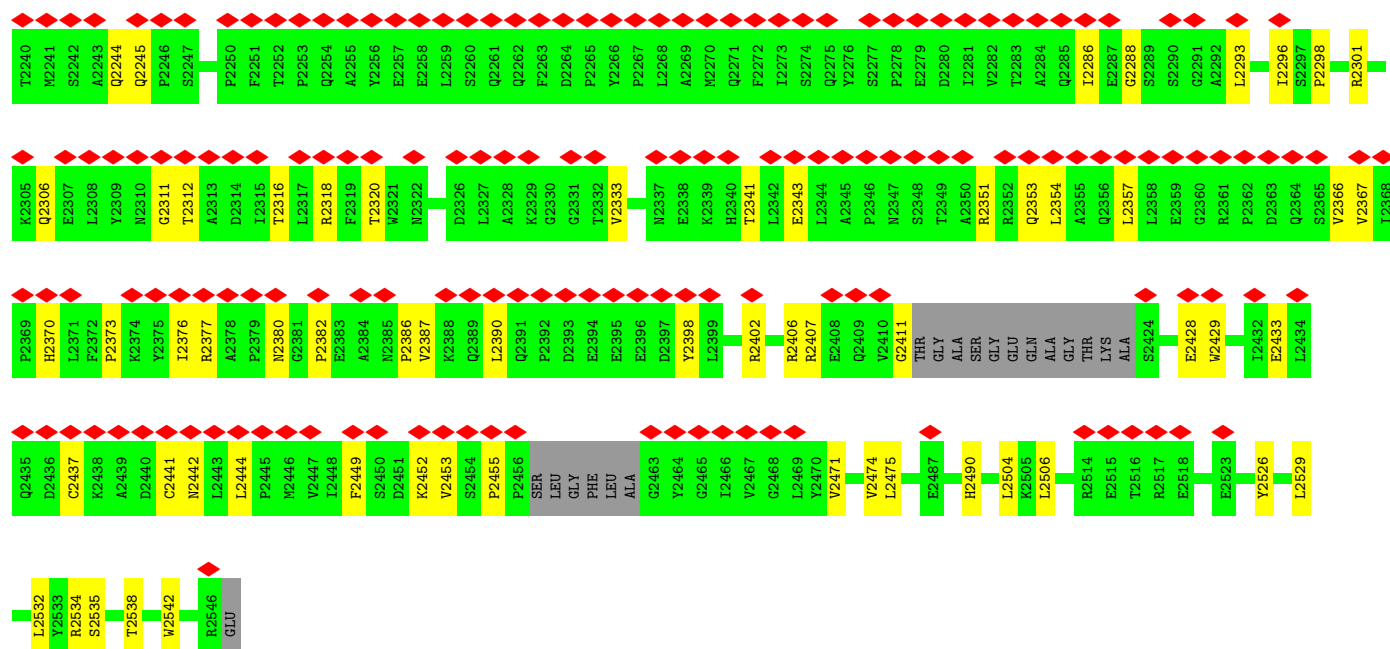 T2240 M2241 S2242 A2243 Q2244 Q2245 P2246 S2247 P2250 F2251 T2252 P2253 Q2254 A2255 Y2256 E2257 E2258 L2259 S2260 Q2261 Q2262 F2263 D2264 P2265 Y2266 P2267 L2268 A2269 M2270 Q2271 F2272 I2273 S2274 Q2275 Y2276 S2277 P2278 E2279 D2280 I2281 V2282 T2283 A2284 Q2285 I2286 E2287 G2288 S2289 S2290 G2291 A2292 L2293 I2296 S2297 P2298 R2301
K2305 Q2306 E2307 L2308 Y2309 N2310 G2311 T2312 A2313 D2314 I2315 T2316 L2317 R2318 F2319 T2320 W2321 N2322 D2326 L2327 A2328 K2329 G2330 G2331 T2332 V2333 N2337 E2338 K2339 H2340 T2341 L2342 E2343 L2344 A2345 P2346 N2347 S2348 T2349 A2350 R2351 R2352 Q2353 L2354 A2355 Q2356 L2357 L2358 E2359 G2360 R2361 P2362 D2363 Q2364 S2365 V2366 V2367 I2368
P2369 H2370 L2371 F2372 P2373 K2374 Y2375 I2376 R2377 A2378 P2379 N2380 G2381 P2382 E2383 A2384 N2385 P2386 V2387 K2388 Q2389 L2390 Q2391 P2392 D2393 E2394 E2395 E2396 D2397 Y2398 L2399 R2402 R2406 R2407 E2408 Q2409 V2410 G2411 THR GLY ALA SER GLY GLU GLN ALA GLY THR LYS ALA S2424 E2428 W2429 I2432 E2433 L2434
Q2435 D2436 C2437 K2438 A2439 D2440 C2441 N2442 L2443 L2444 P2445 M2446 V2447 I2448 F2449 S2450 D2451 K2452 V2453 S2454 P2455 P2456 SER LEU GLY PHE LEU ALA G2463 Y2464 G2465 I2466 V2467 G2468 L2469 Y2470 V2471 V2474 L2475 E2487 H2490 L2504 K2505 L2506 R2514 E2515 T2516 R2517 E2518 E2523 Y2526 L2529
L2532 Y2533 R2534 S2535 T2538 W2542 R2546 GLU